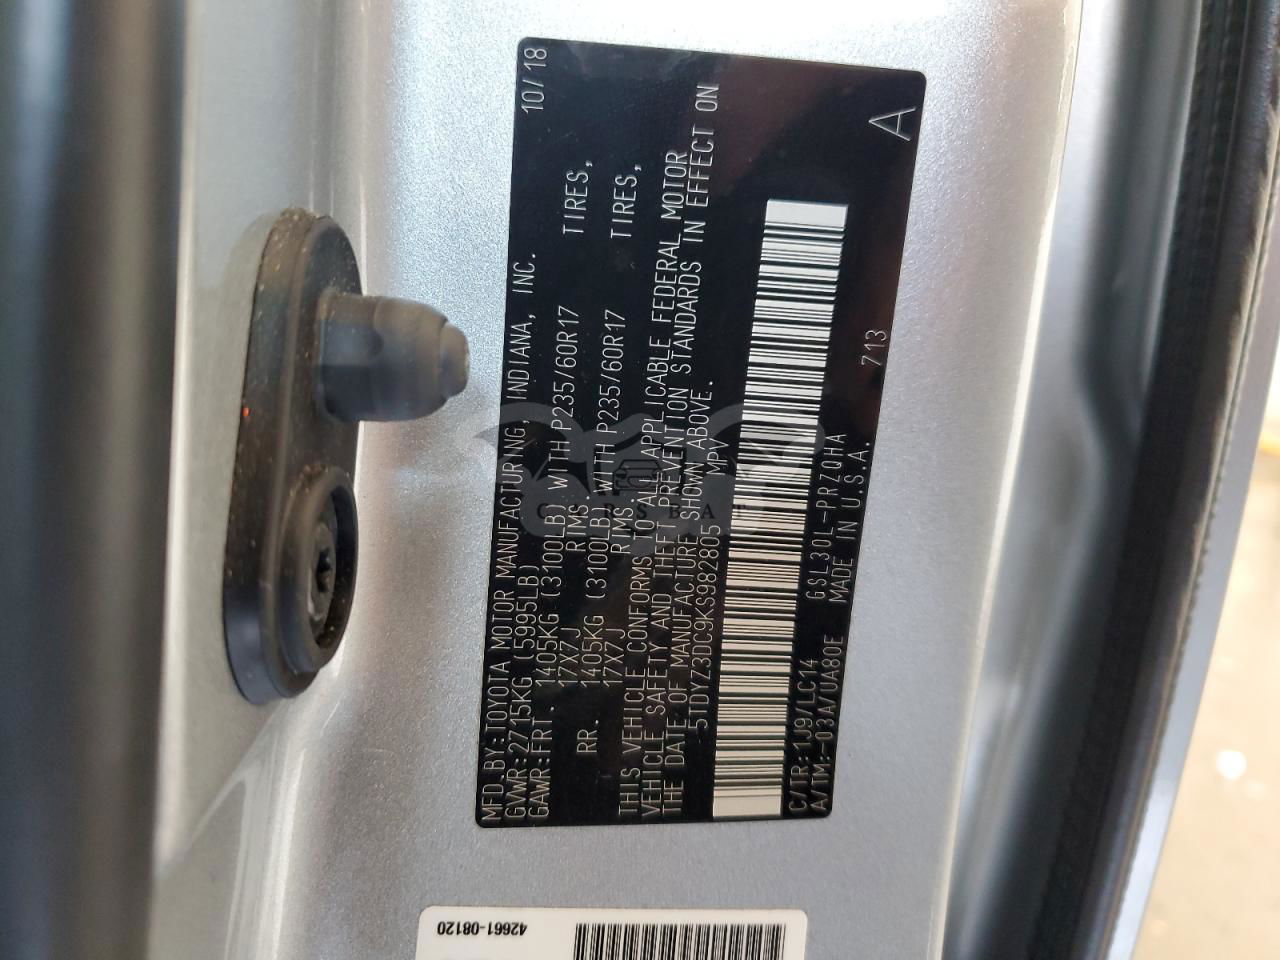 MFD.BY:TOYOTA MOTOR MANUFACTURING, INDIANA, INC. 10/18
GVWR:2715KG (5995LB)
GAWR:FRT. 1405KG (3100LB) WITH P235/60R17 TIRES,
17X7J RIMS,
RR. 1405KG (3100LB) WITH P235/60R17 TIRES,
17X7J RIMS,
THIS VEHICLE CONFORMS TO ALL APPLICABLE FEDERAL MOTOR
VEHICLE SAFETY AND THEFT PREVENTION STANDARDS IN EFFECT ON
THE DATE OF MANUFACTURE SHOWN ABOVE.
5TDYZ3DC9KS982805 MPV
C/TR:1J9/LC14 GSL30L-PRZQHA Z13
A/TM:-03A/UA80E MADE IN U.S.A. A
CARSBAT
42661-08120